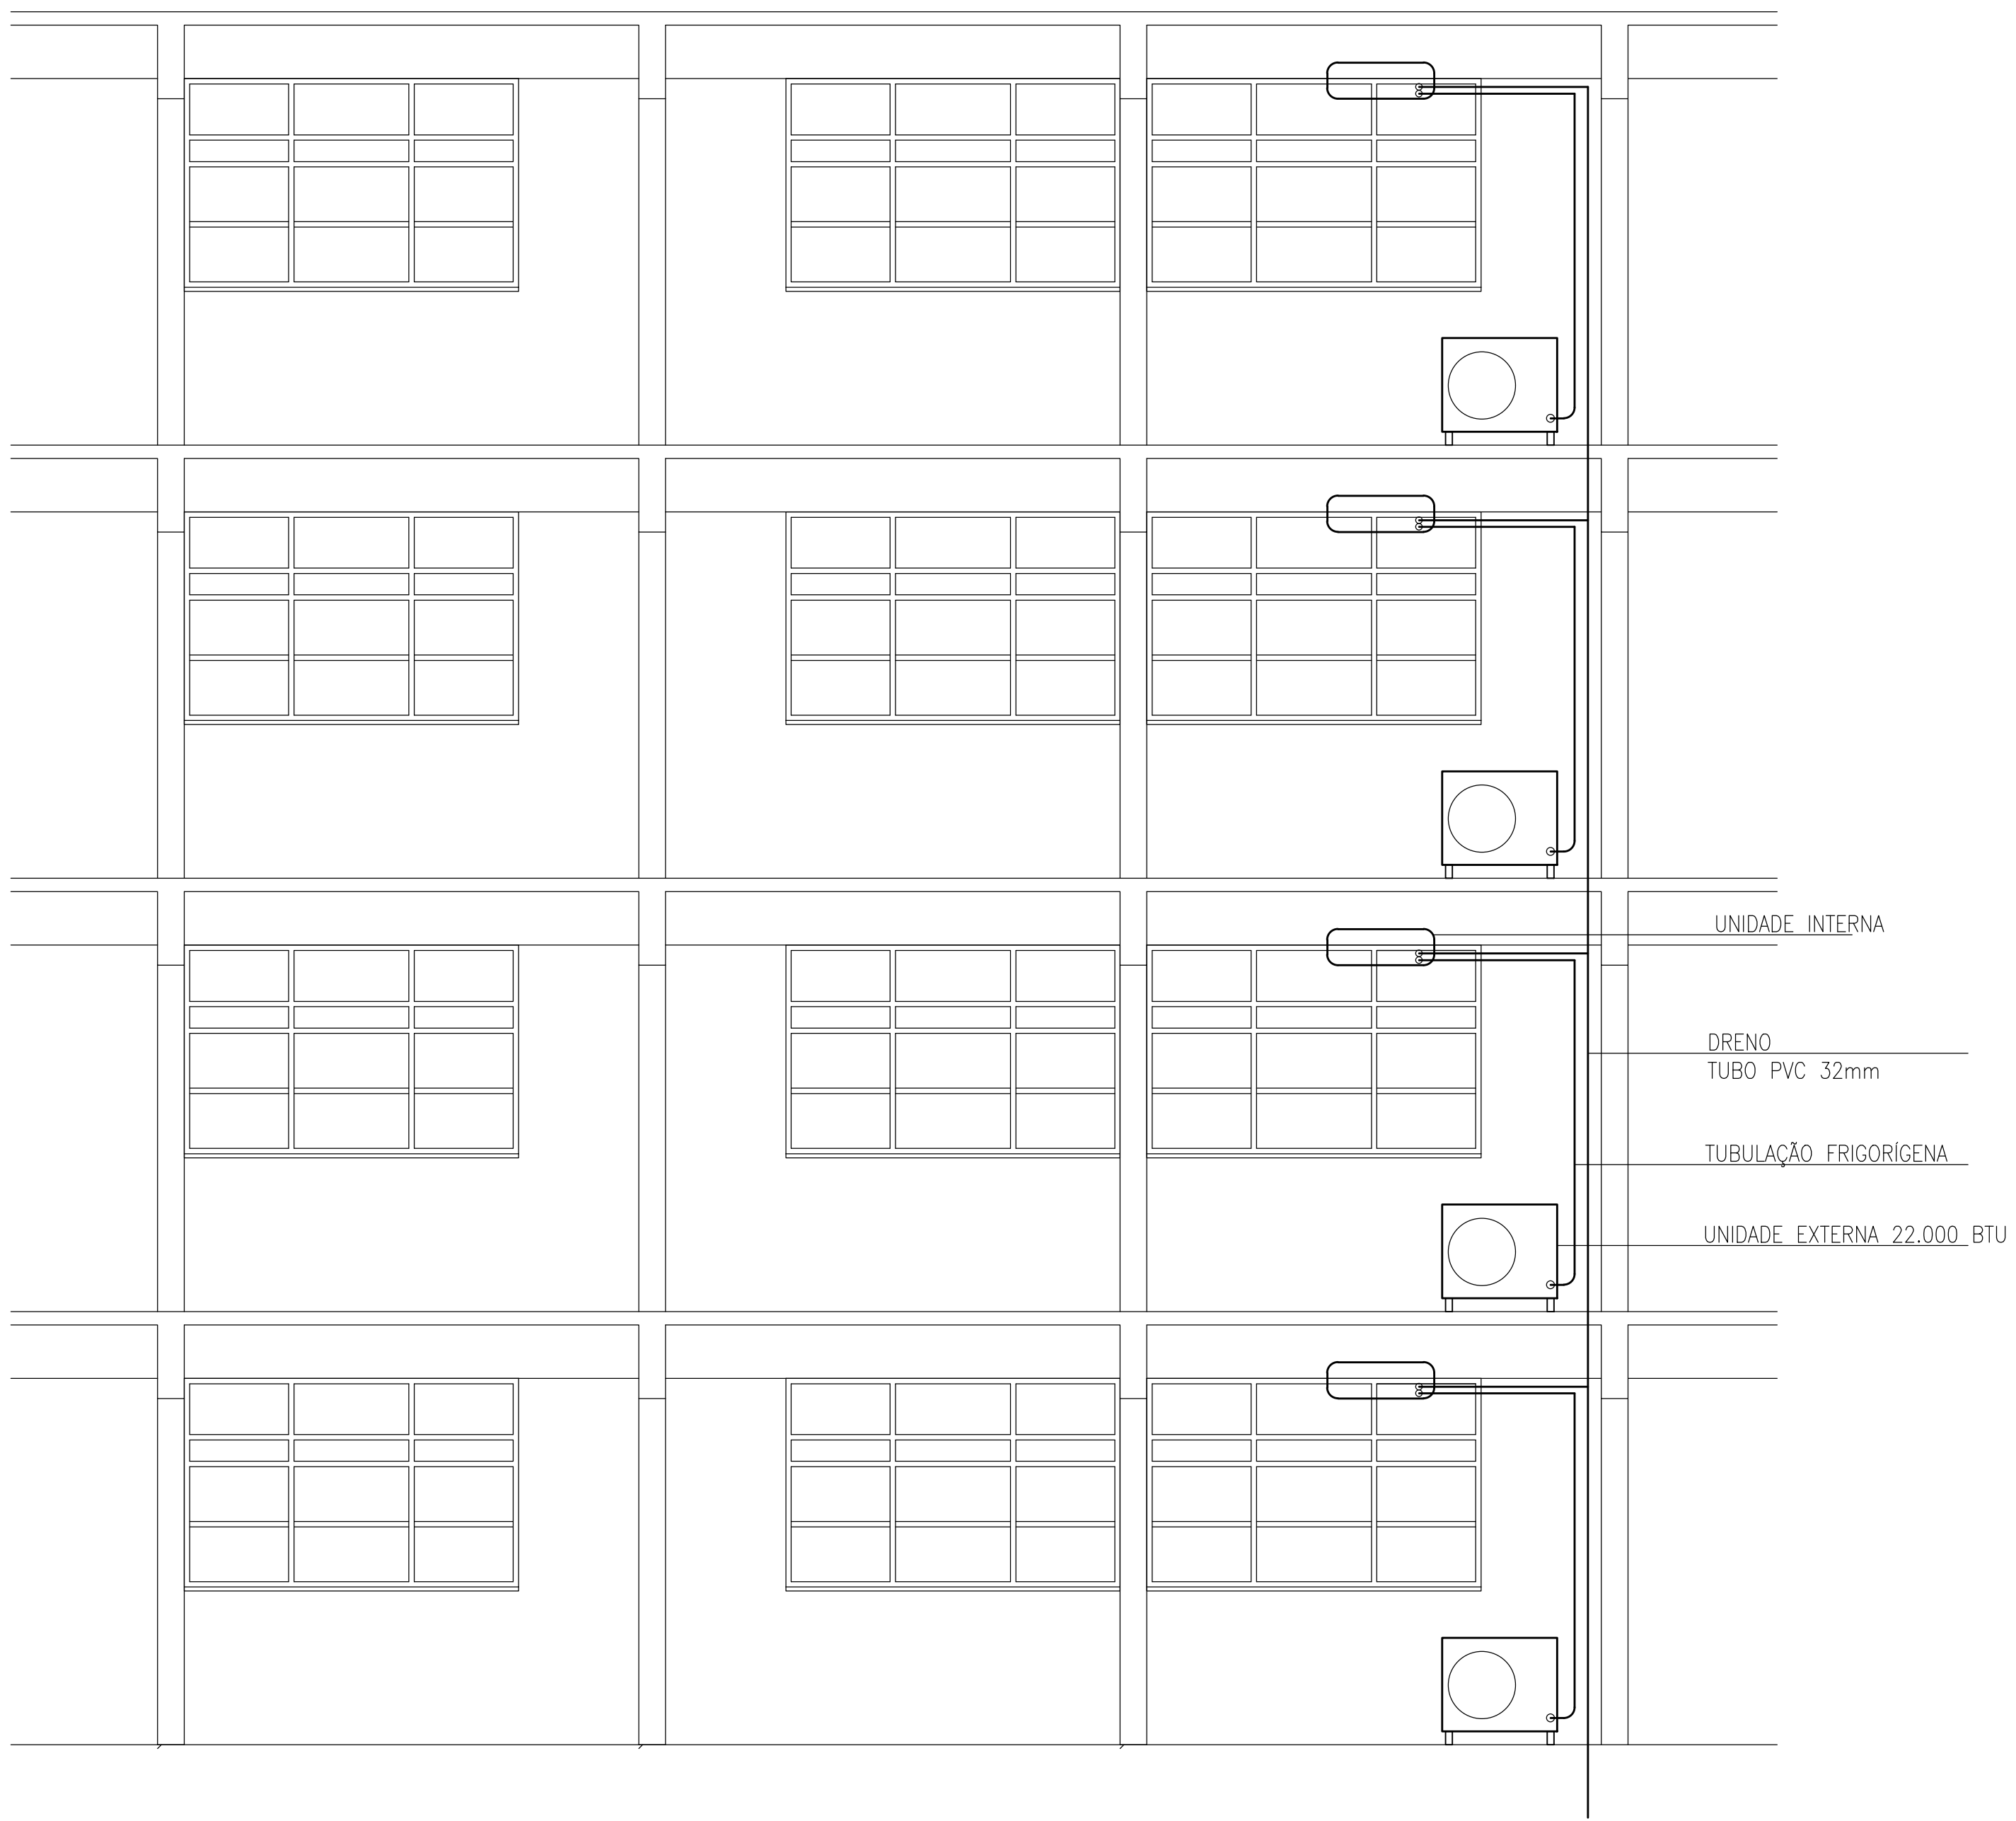 UNIDADE INTERNA
DRENO
TUBO PVC 32mm
TUBULAÇÃO FRIGORÍGENA
UNIDADE EXTERNA 22.000 BTU